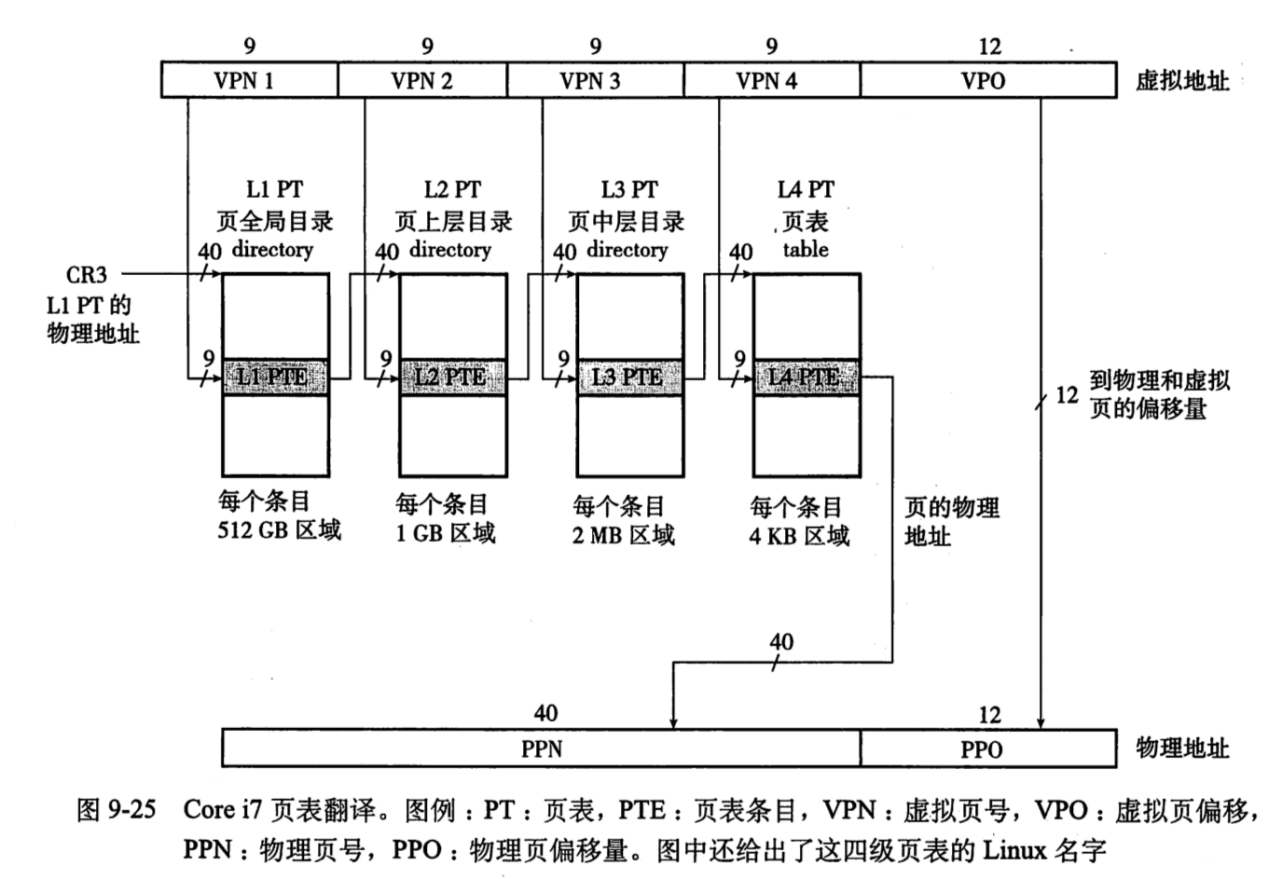 9 9 9 9 12
VPN 1 VPN 2 VPN 3 VPN 4 VPO 虚拟地址
L1 PT L2 PT L3 PT L4 PT
页全局目录 页上层目录 页中层目录 页表
directory directory directory table
40 40 40 40
CR3
L1 PT 的
物理地址
9 9 9 9
L1 PTE L2 PTE L3 PTE L4 PTE
12 到物理和虚拟
页的偏移量
每个条目 每个条目 每个条目 每个条目 页的物理
512 GB 区域 1 GB 区域 2 MB 区域 4 KB 区域 地址
40
40 12
PPN PPO 物理地址
图 9-25 Core i7 页表翻译。图例：PT：页表，PTE：页表条目，VPN：虚拟页号，VPO：虚拟页偏移，
PPN：物理页号，PPO：物理页偏移量。图中还给出了这四级页表的 Linux 名字